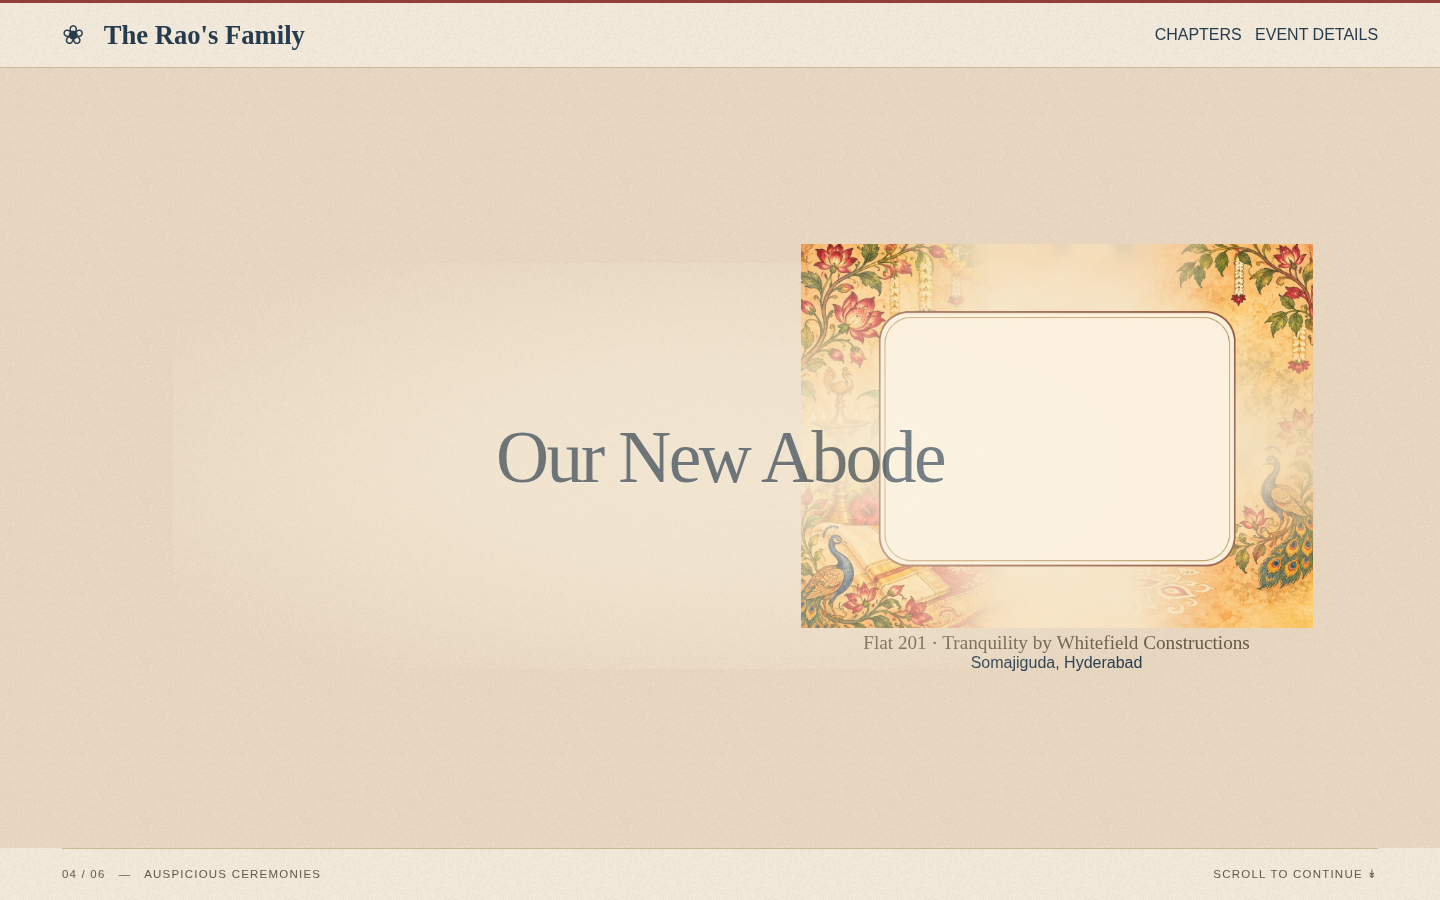 ❀ The Rao's Family
CHAPTERS EVENT DETAILS
Our New Abode
Flat 201 · Tranquility by Whitefield Constructions
Somajiguda, Hyderabad
04 / 06 — AUSPICIOUS CEREMONIES
SCROLL TO CONTINUE ↡